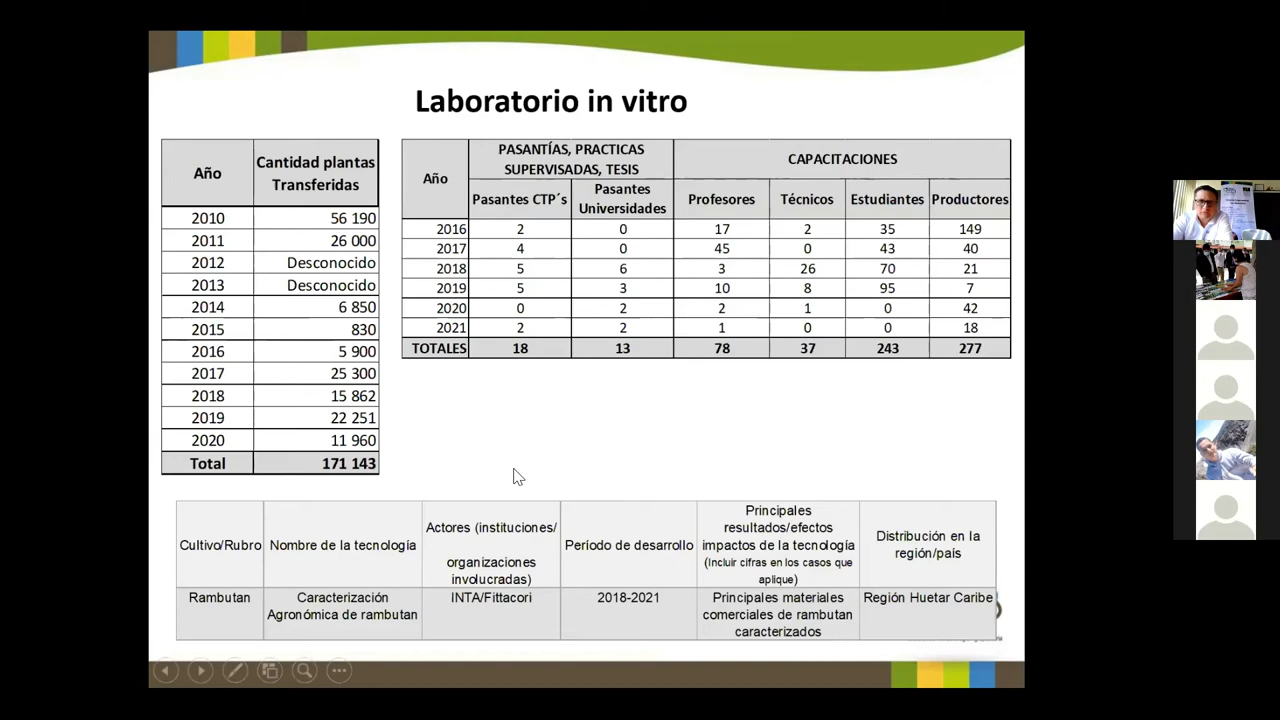 Laboratorio in vitro
Año
Cantidad plantas
Transferidas
2010 56 190
2011 26 000
2012 Desconocido
2013 Desconocido
2014 6 850
2015 830
2016 5 900
2017 25 300
2018 15 862
2019 22 251
2020 11 960
Total 171 143
Año
PASANTÍAS, PRACTICAS
SUPERVISADAS, TESIS
CAPACITACIONES
Pasantes CTP´s
Pasantes
Universidades
Profesores Técnicos Estudiantes Productores
2016 2 0 17 2 35 149
2017 4 0 45 0 43 40
2018 5 6 3 26 70 21
2019 5 3 10 8 95 7
2020 0 2 2 1 0 42
2021 2 2 1 0 0 18
TOTALES 18 13 78 37 243 277
Cultivo/Rubro
Nombre de la tecnología
Actores (instituciones/
organizaciones
involucradas)
Período de desarrollo
Principales
resultados/efectos
impactos de la tecnología
(Incluir cifras en los casos que
aplique)
Distribución en la
región/país
Rambutan
Caracterización
Agronómica de rambutan
INTA/Fittacori
2018-2021
Principales materiales
comerciales de rambutan
caracterizados
Región Huetar Caribe